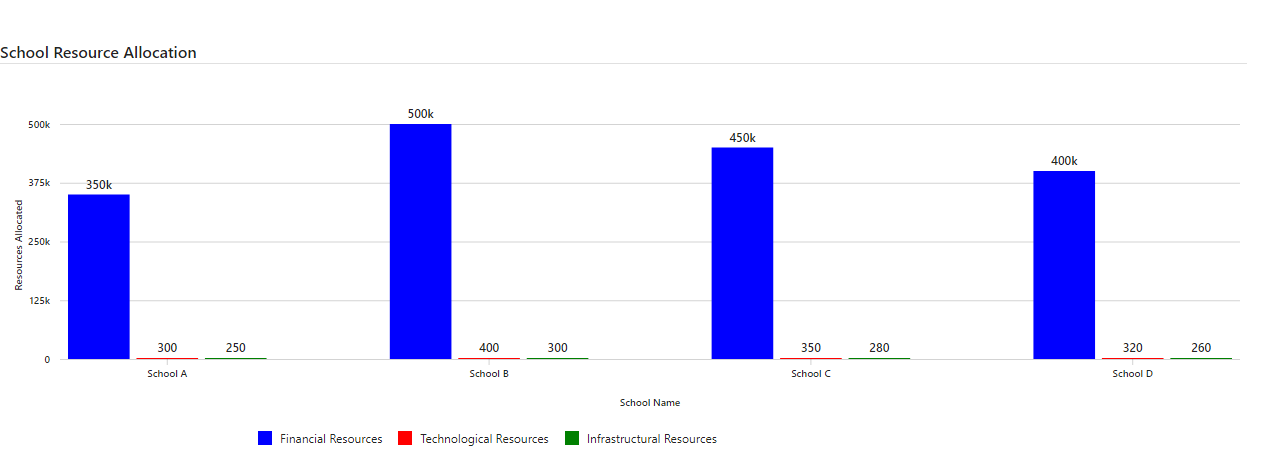 School Resource Allocation
500k
375k
250k
125k
0
Resources Allocated
350k
300
250
500k
400
300
450k
350
280
400k
320
260
School A
School B
School C
School D
School Name
Financial Resources
Technological Resources
Infrastructural Resources